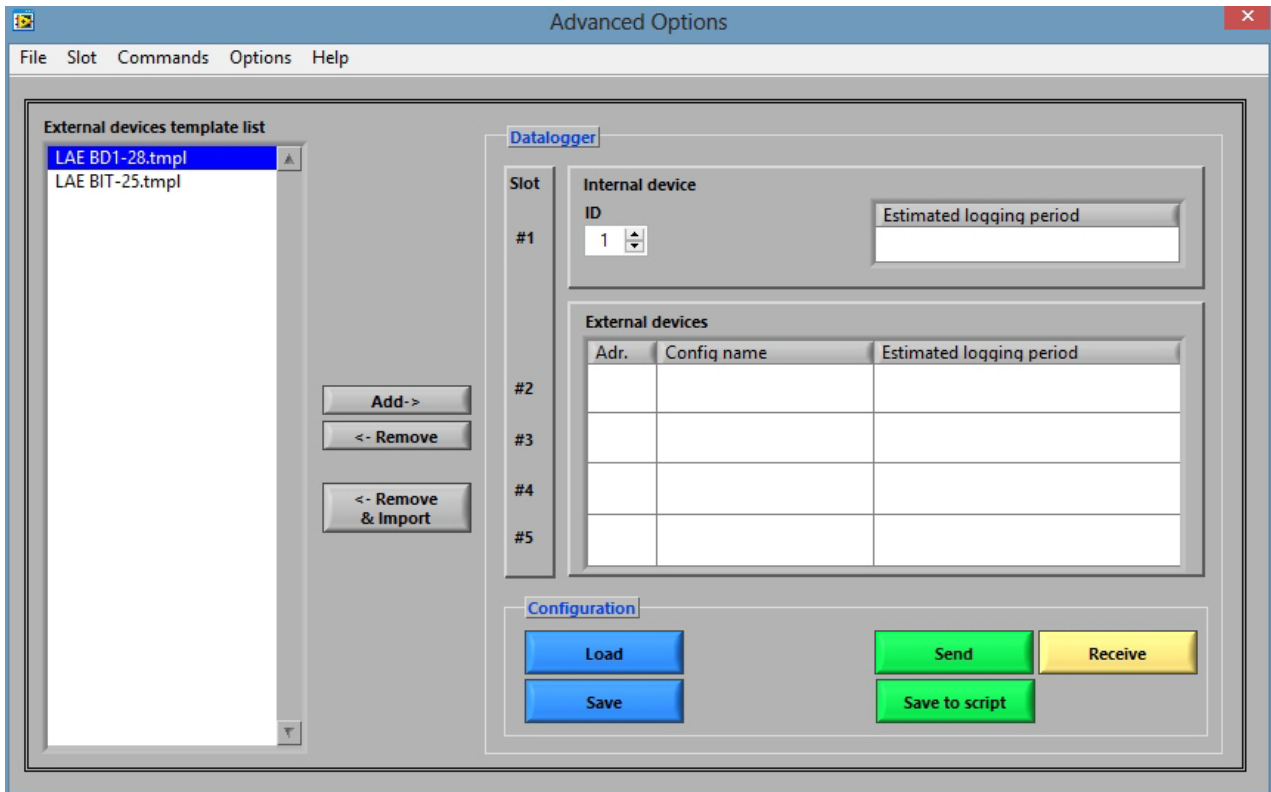 Advanced Options
File Slot Commands Options Help
External devices template list
LAE BD1-28.tmpl
LAE BIT-25.tmpl
Add->
<- Remove
<- Remove
& Import
Datalogger
Slot
#1
#2
#3
#4
#5
Internal device
ID
1
Estimated logging period
External devices
Adr. Config name Estimated logging period
Configuration
Load
Save
Send
Receive
Save to script